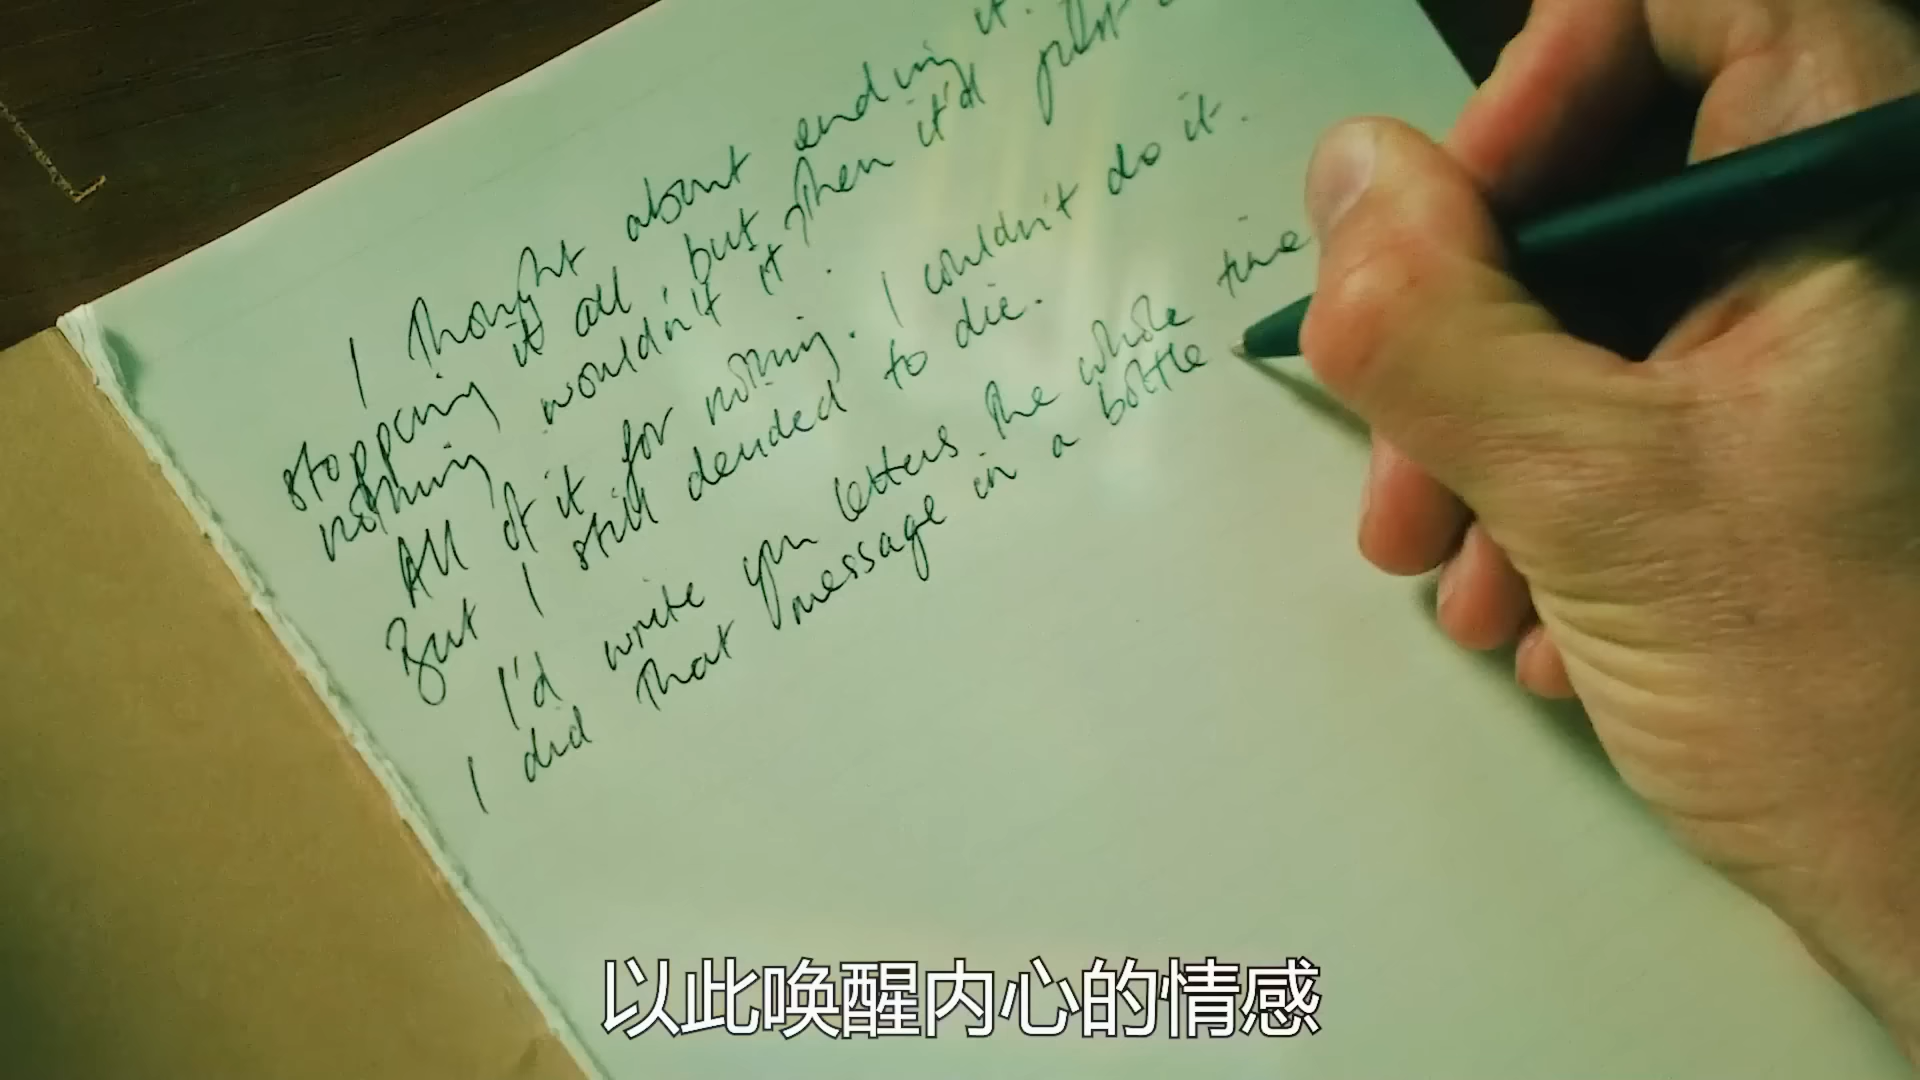 I thought about ending it.
stopping it all, but then it'd just
nothing wouldn't it?
All of it for nothing. I couldn't do it.
But I still decided to die.
I'd write you letters the whole time
I did that message in a bottle
以此唤醒内心的情感